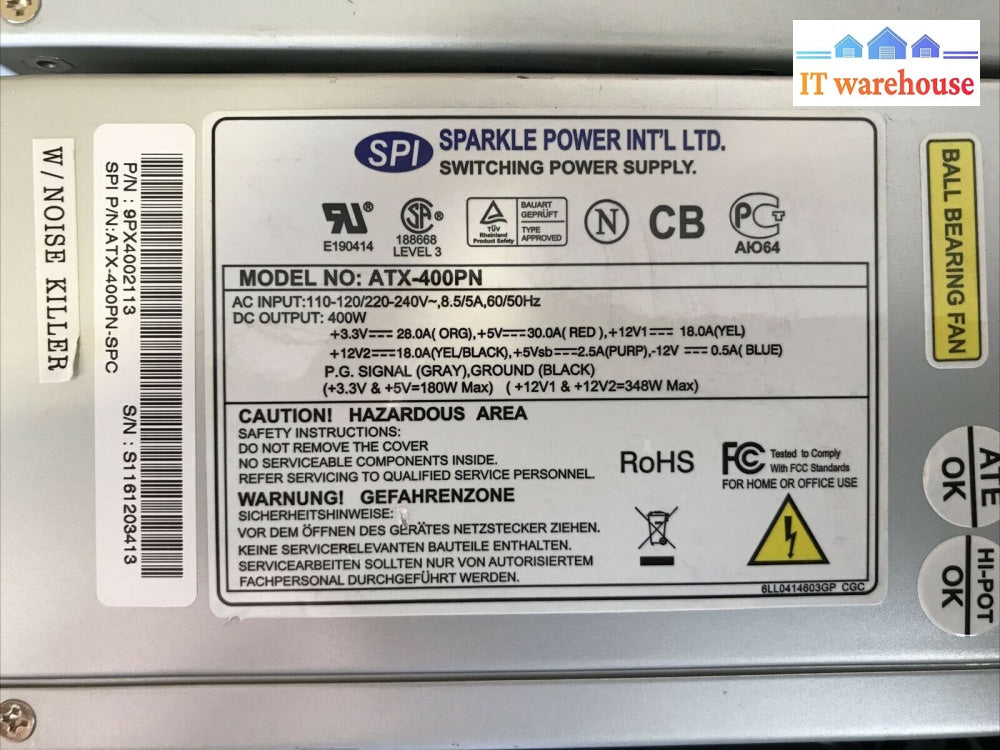 IT warehouse
W/NOISE KILLER
P/N : 9PX4002113
SPI P/N:ATX-400PN-SPC
S/N : S11161203413
SPI
SPARKLE POWER INT'L LTD.
SWITCHING POWER SUPPLY.
E190414
SA
188668
LEVEL 3
TÜV
Rheinland
Product Safety
BAUART
GEPRÜFT
TYPE
APPROVED
N
CB
AIO64
MODEL NO: ATX-400PN
AC INPUT:110-120/220-240V~,8.5/5A,60/50Hz
DC OUTPUT: 400W
+3.3V⎓ 28.0A( ORG),+5V⎓30.0A( RED ),+12V1⎓ 18.0A(YEL)
+12V2⎓18.0A(YEL/BLACK),+5Vsb⎓2.5A(PURP),-12V ⎓ 0.5A( BLUE)
P.G. SIGNAL (GRAY),GROUND (BLACK)
(+3.3V & +5V=180W Max) ( +12V1 & +12V2=348W Max)
CAUTION! HAZARDOUS AREA
SAFETY INSTRUCTIONS:
DO NOT REMOVE THE COVER
NO SERVICEABLE COMPONENTS INSIDE.
REFER SERVICING TO QUALIFIED SERVICE PERSONNEL.
WARNUNG! GEFAHRENZONE
SICHERHEITSHINWEISE:
VOR DEM ÖFFNEN DES GERÄTES NETZSTECKER ZIEHEN.
KEINE SERVICERELEVANTEN BAUTEILE ENTHALTEN.
SERVICEARBEITEN SOLLTEN NUR VON AUTORISIERTEM
FACHPERSONAL DURCHGEFÜHRT WERDEN.
RoHS
FC Tested to Comply
With FCC Standards
FOR HOME OR OFFICE USE
6LL0414603GP CGC
BALL BEARING FAN
ATE
OK
HI-POT
OK